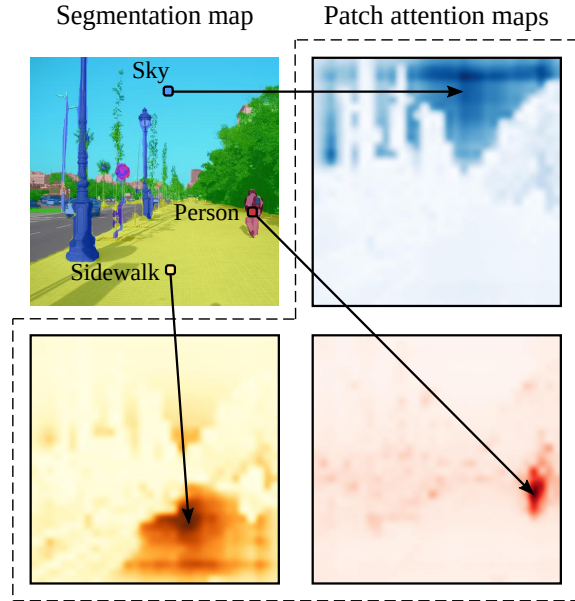 Segmentation map
Patch attention maps
Sky
Person
Sidewalk